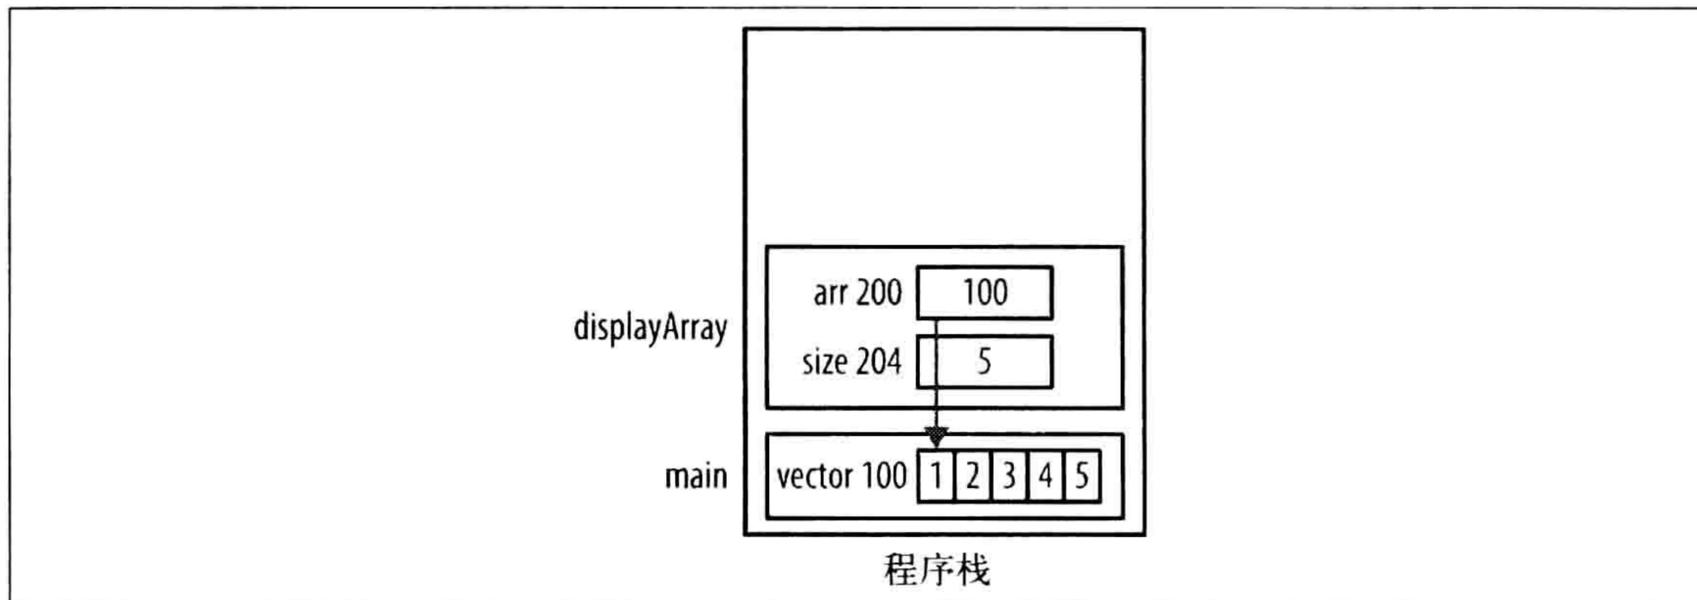 arr 200 100
displayArray
size 204 5
main vector 100 1 2 3 4 5
程序栈